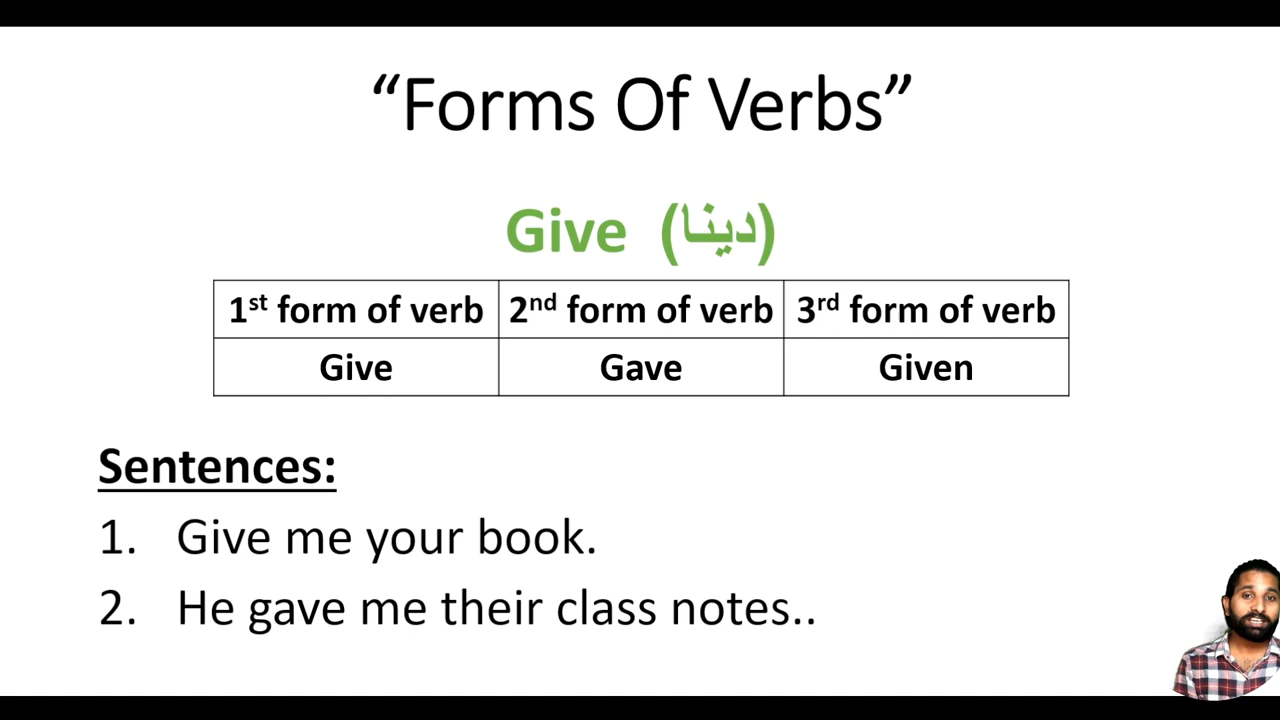 “Forms Of Verbs”
Give (دینا)
1st form of verb 2nd form of verb 3rd form of verb
Give Gave Given
Sentences:
1. Give me your book.
2. He gave me their class notes..